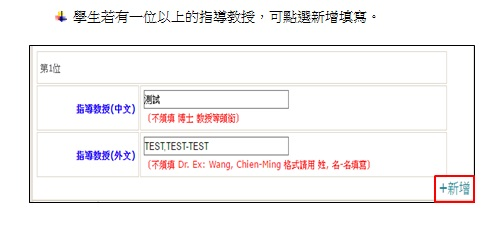 學生若有一位以上的指導教授，可點選新增填寫。
第1位
指導教授(中文)
測試
(不須填 博士 教授等頭銜)
指導教授(外文)
TEST,TEST-TEST
(不須填 Dr. Ex: Wang, Chien-Ming 格式請用 姓, 名-名填寫)
+新增